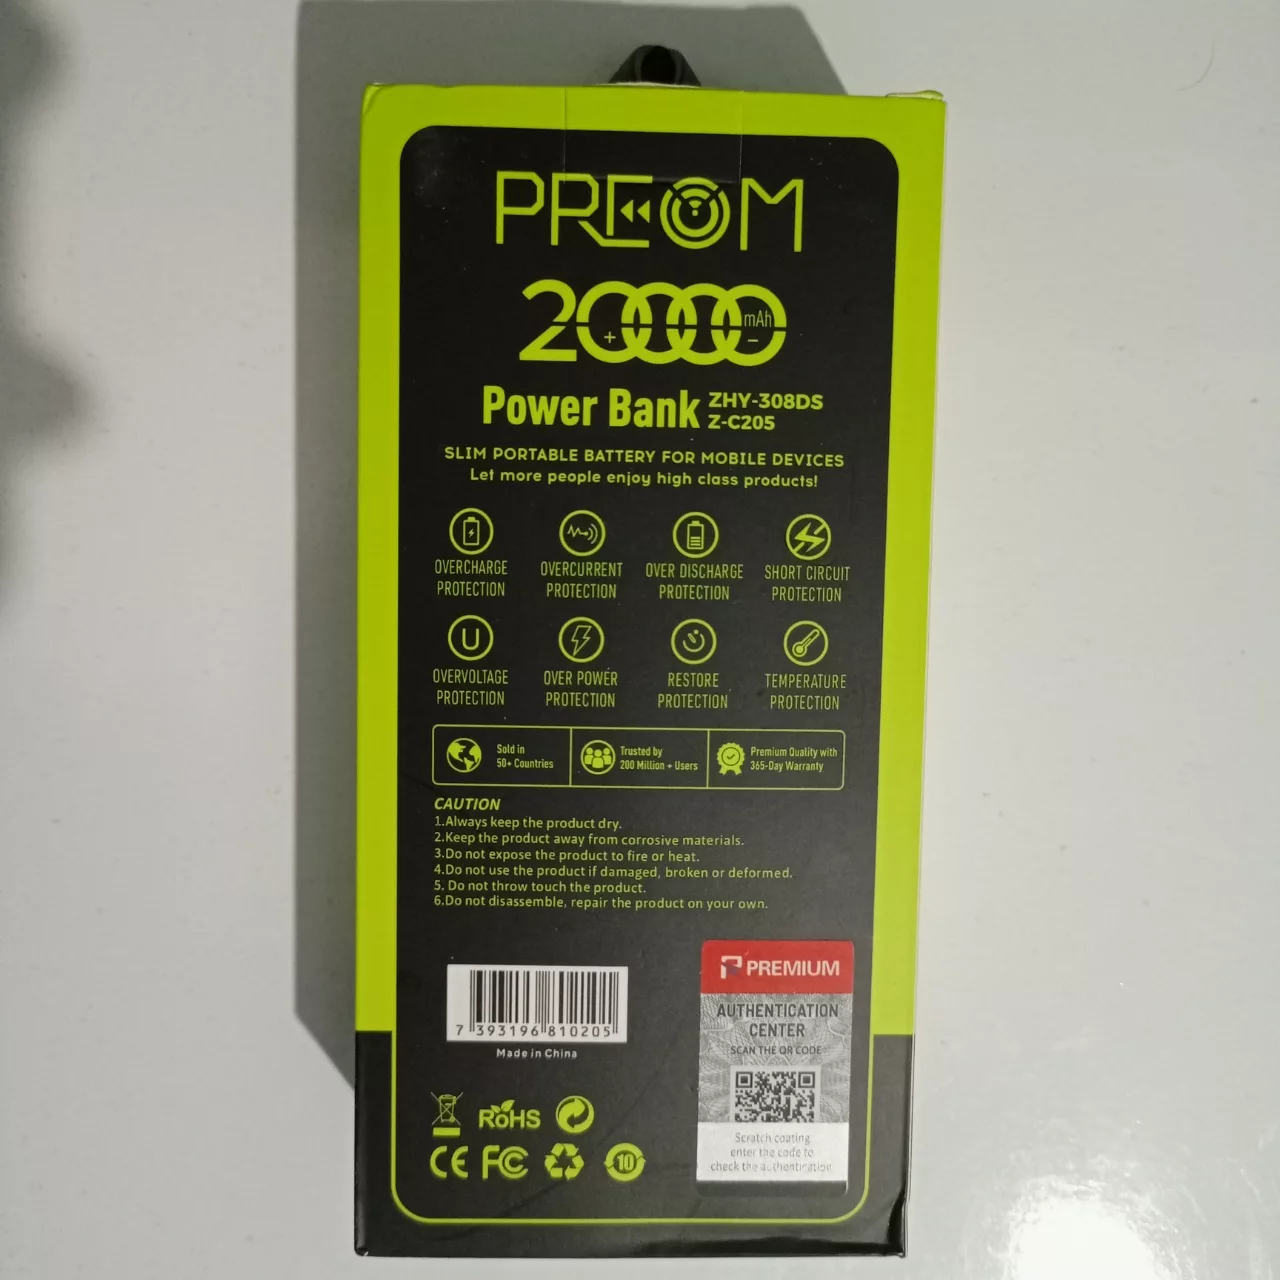 PREOM
20000 mAh
+ −
Power Bank ZHY-308DS
Z-C205
SLIM PORTABLE BATTERY FOR MOBILE DEVICES
Let more people enjoy high class products!
OVERCHARGE PROTECTION
OVERCURRENT PROTECTION
OVER DISCHARGE PROTECTION
SHORT CIRCUIT PROTECTION
U
OVERVOLTAGE PROTECTION
OVER POWER PROTECTION
RESTORE PROTECTION
TEMPERATURE PROTECTION
Sold in
50+ Countries
Trusted by
200 Million + Users
Premium Quality with
365-Day Warranty
CAUTION
1.Always keep the product dry.
2.Keep the product away from corrosive materials.
3.Do not expose the product to fire or heat.
4.Do not use the product if damaged, broken or deformed.
5. Do not throw touch the product.
6.Do not disassemble, repair the product on your own.
7 393196 810205
Made in China
RoHS
CE FC 10
PREMIUM
AUTHENTICATION
CENTER
SCAN THE QR CODE
Scratch coating
enter the code to
check the authentication